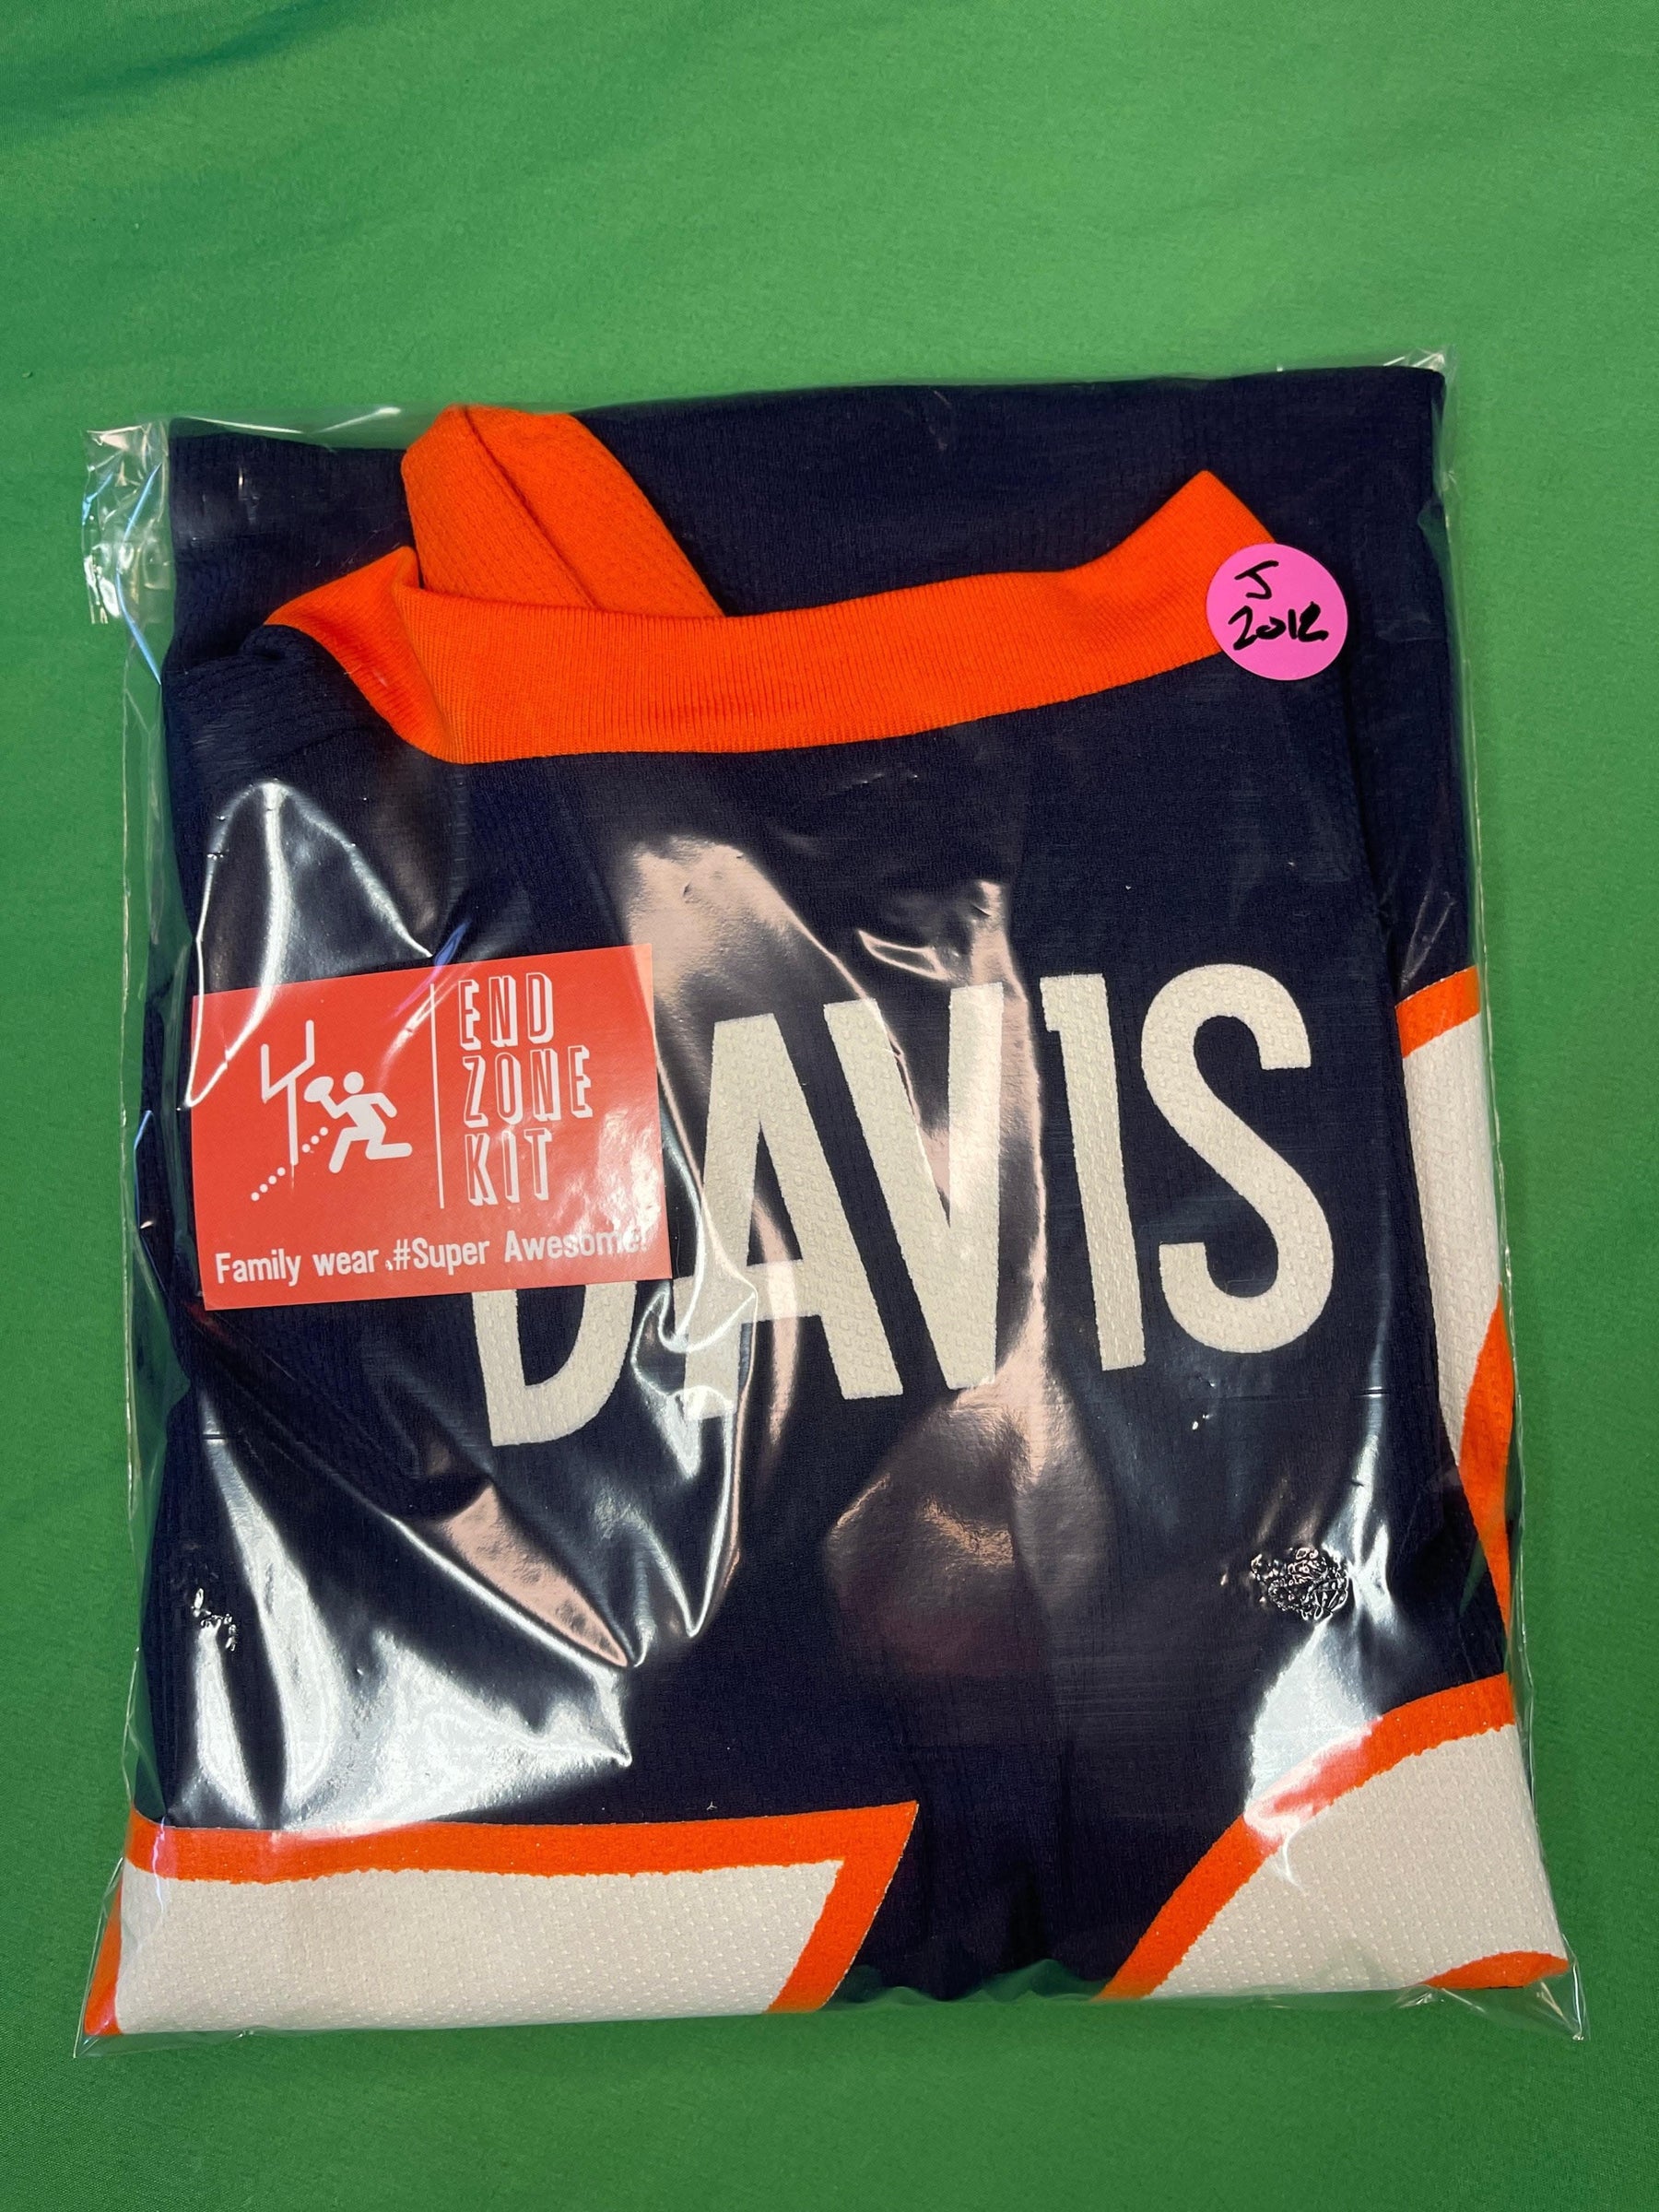 J
2012
END
ZONE
KIT
Family wear .#Super Awesome!
DAVIS